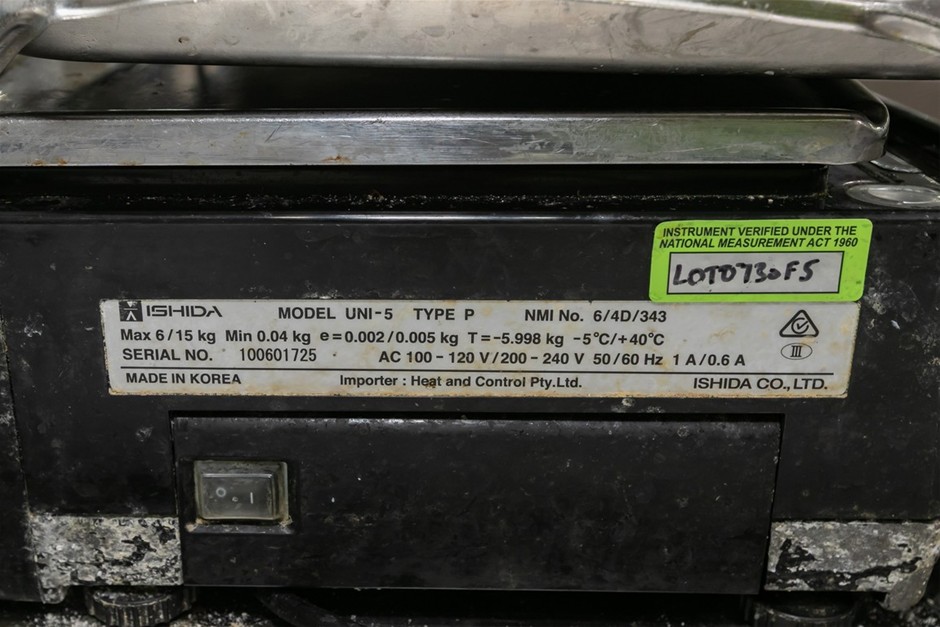 INSTRUMENT VERIFIED UNDER THE
NATIONAL MEASUREMENT ACT 1960
LOTO730F5
ISHIDA MODEL UNI-5 TYPE P NMI No. 6/4D/343
Max 6/15 kg Min 0.04 kg e=0.002/0.005 kg T=-5.998 kg -5°C/+40°C
SERIAL NO. 100601725 AC 100-120 V/200-240 V 50/60 Hz 1 A/0.6 A
III
MADE IN KOREA Importer : Heat and Control Pty.Ltd. ISHIDA CO., LTD.
O I